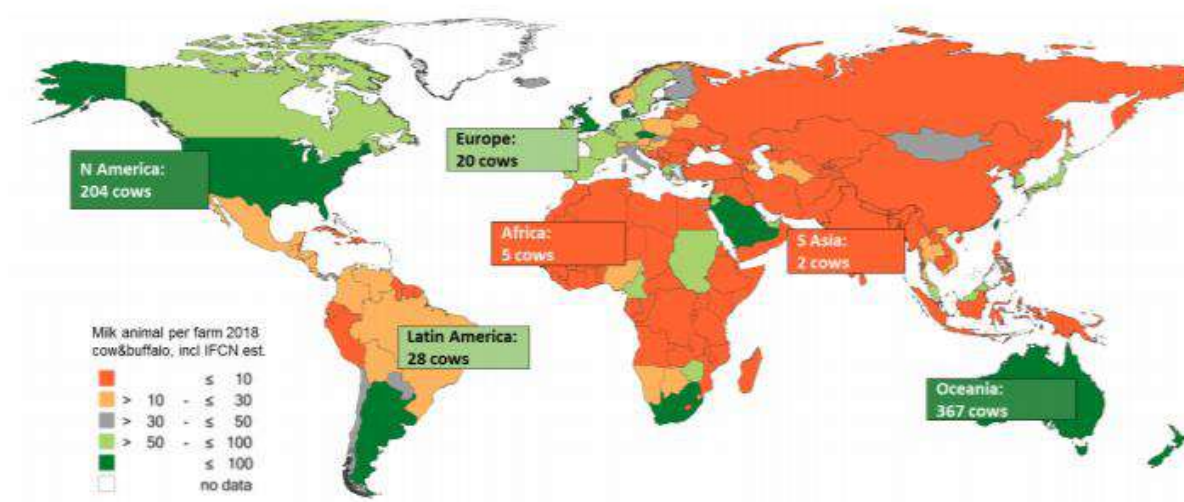 N America:
204 cows
Europe:
20 cows
Africa:
5 cows
S Asia:
2 cows
Latin America:
28 cows
Oceania:
367 cows
Milk animal per farm 2018
cow&buffalo, incl IFCN est.
≤ 10
> 10 - ≤ 30
> 30 - ≤ 50
> 50 - ≤ 100
≤ 100
no data